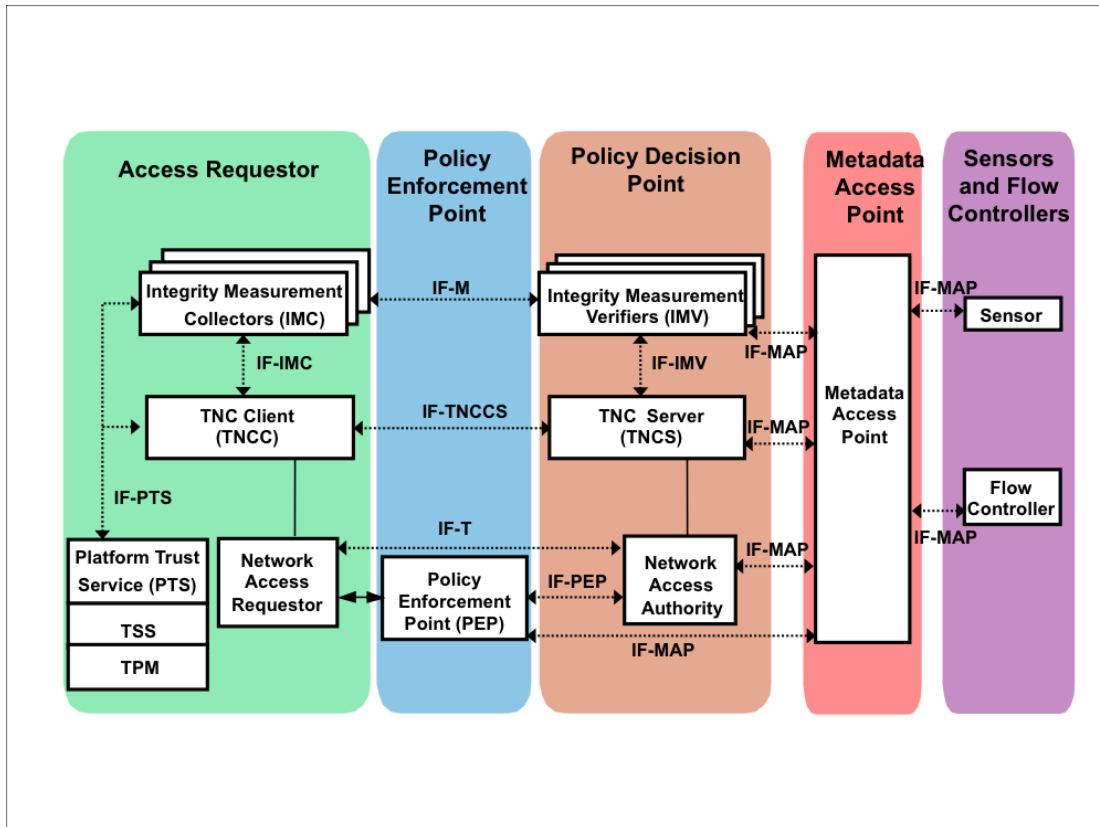 Access Requestor
Policy
Enforcement
Point
Policy Decision
Point
Metadata
Access
Point
Sensors
and Flow
Controllers
Integrity Measurement
Collectors (IMC)
IF-M
Integrity Measurement
Verifiers (IMV)
IF-MAP
IF-MAP
Sensor
IF-IMC
IF-IMV
TNC Client
(TNCC)
IF-TNCCS
TNC Server
(TNCS)
IF-MAP
Metadata
Access
Point
IF-PTS
Flow
Controller
IF-MAP
IF-T
Platform Trust
Service (PTS)
TSS
TPM
Network
Access
Requestor
Policy
Enforcement
Point (PEP)
IF-PEP
Network
Access
Authority
IF-MAP
IF-MAP